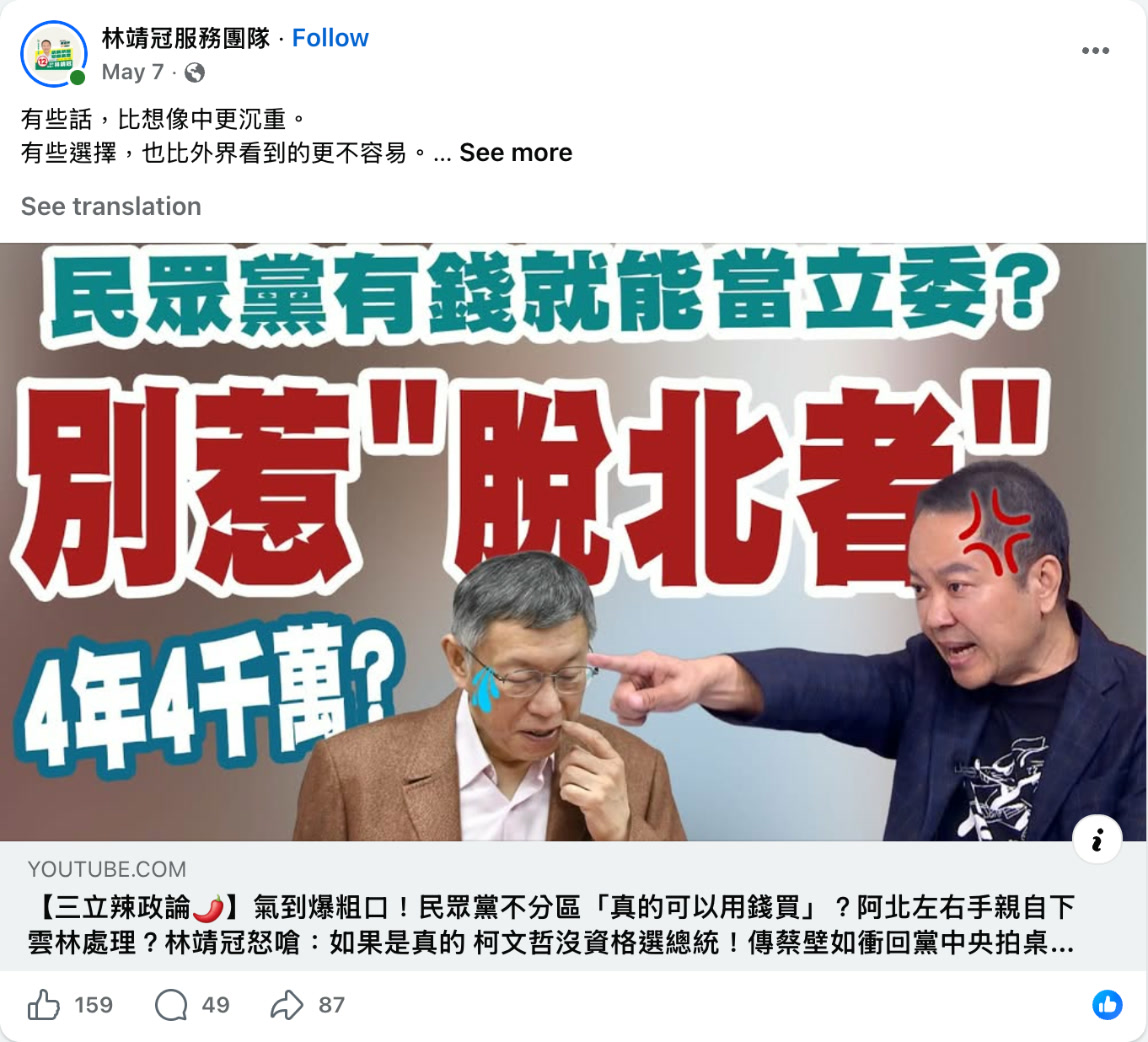 林靖冠服務團隊 · Follow
May 7 ·
有些話，比想像中更沉重。
有些選擇，也比外界看到的更不容易。... See more
See translation
民眾黨有錢就能當立委?
別惹"脫北者"
4年4千萬?
YOUTUBE.COM
【三立辣政論🌶️】氣到爆粗口！民眾黨不分區「真的可以用錢買」？阿北左右手親自下
雲林處理？林靖冠怒嗆：如果是真的 柯文哲沒資格選總統！傳蔡壁如衝回黨中央拍桌...
159 49 87